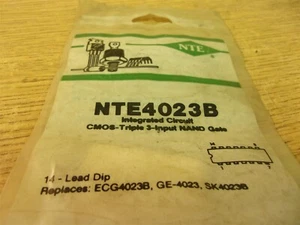 NTE
NTE4023B
Integrated Circuit
CMOS-Triple 3-Input NAND Gate
14 - Lead Dip
Replaces: ECG4023B, GE-4023, SK4023B